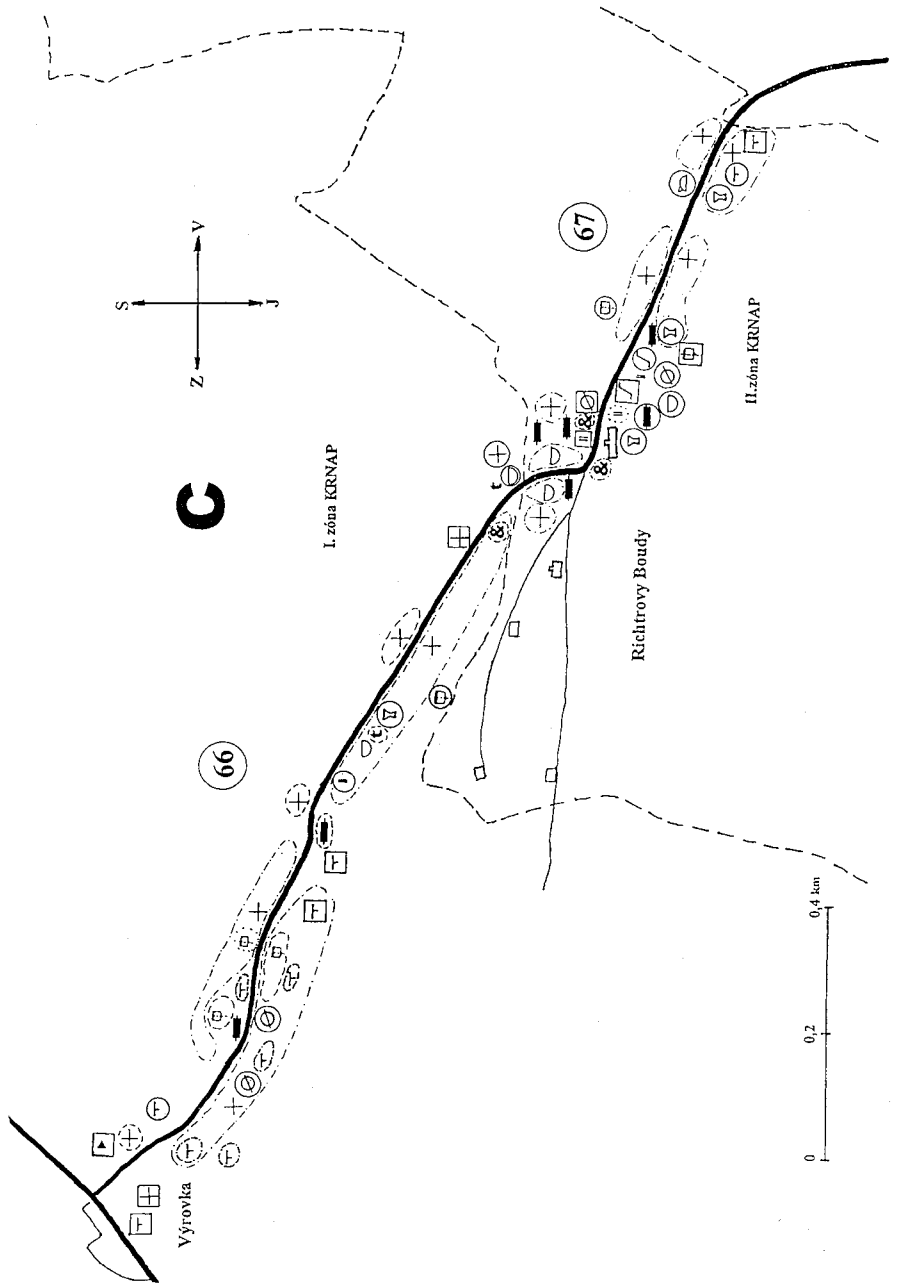 S
Z
V
J
C
I. zóna KRNAP
67
66
II.zóna KRNAP
t
&
&
&
t
Richtrovy Boudy
Výrovka
0
0,2
0,4 km